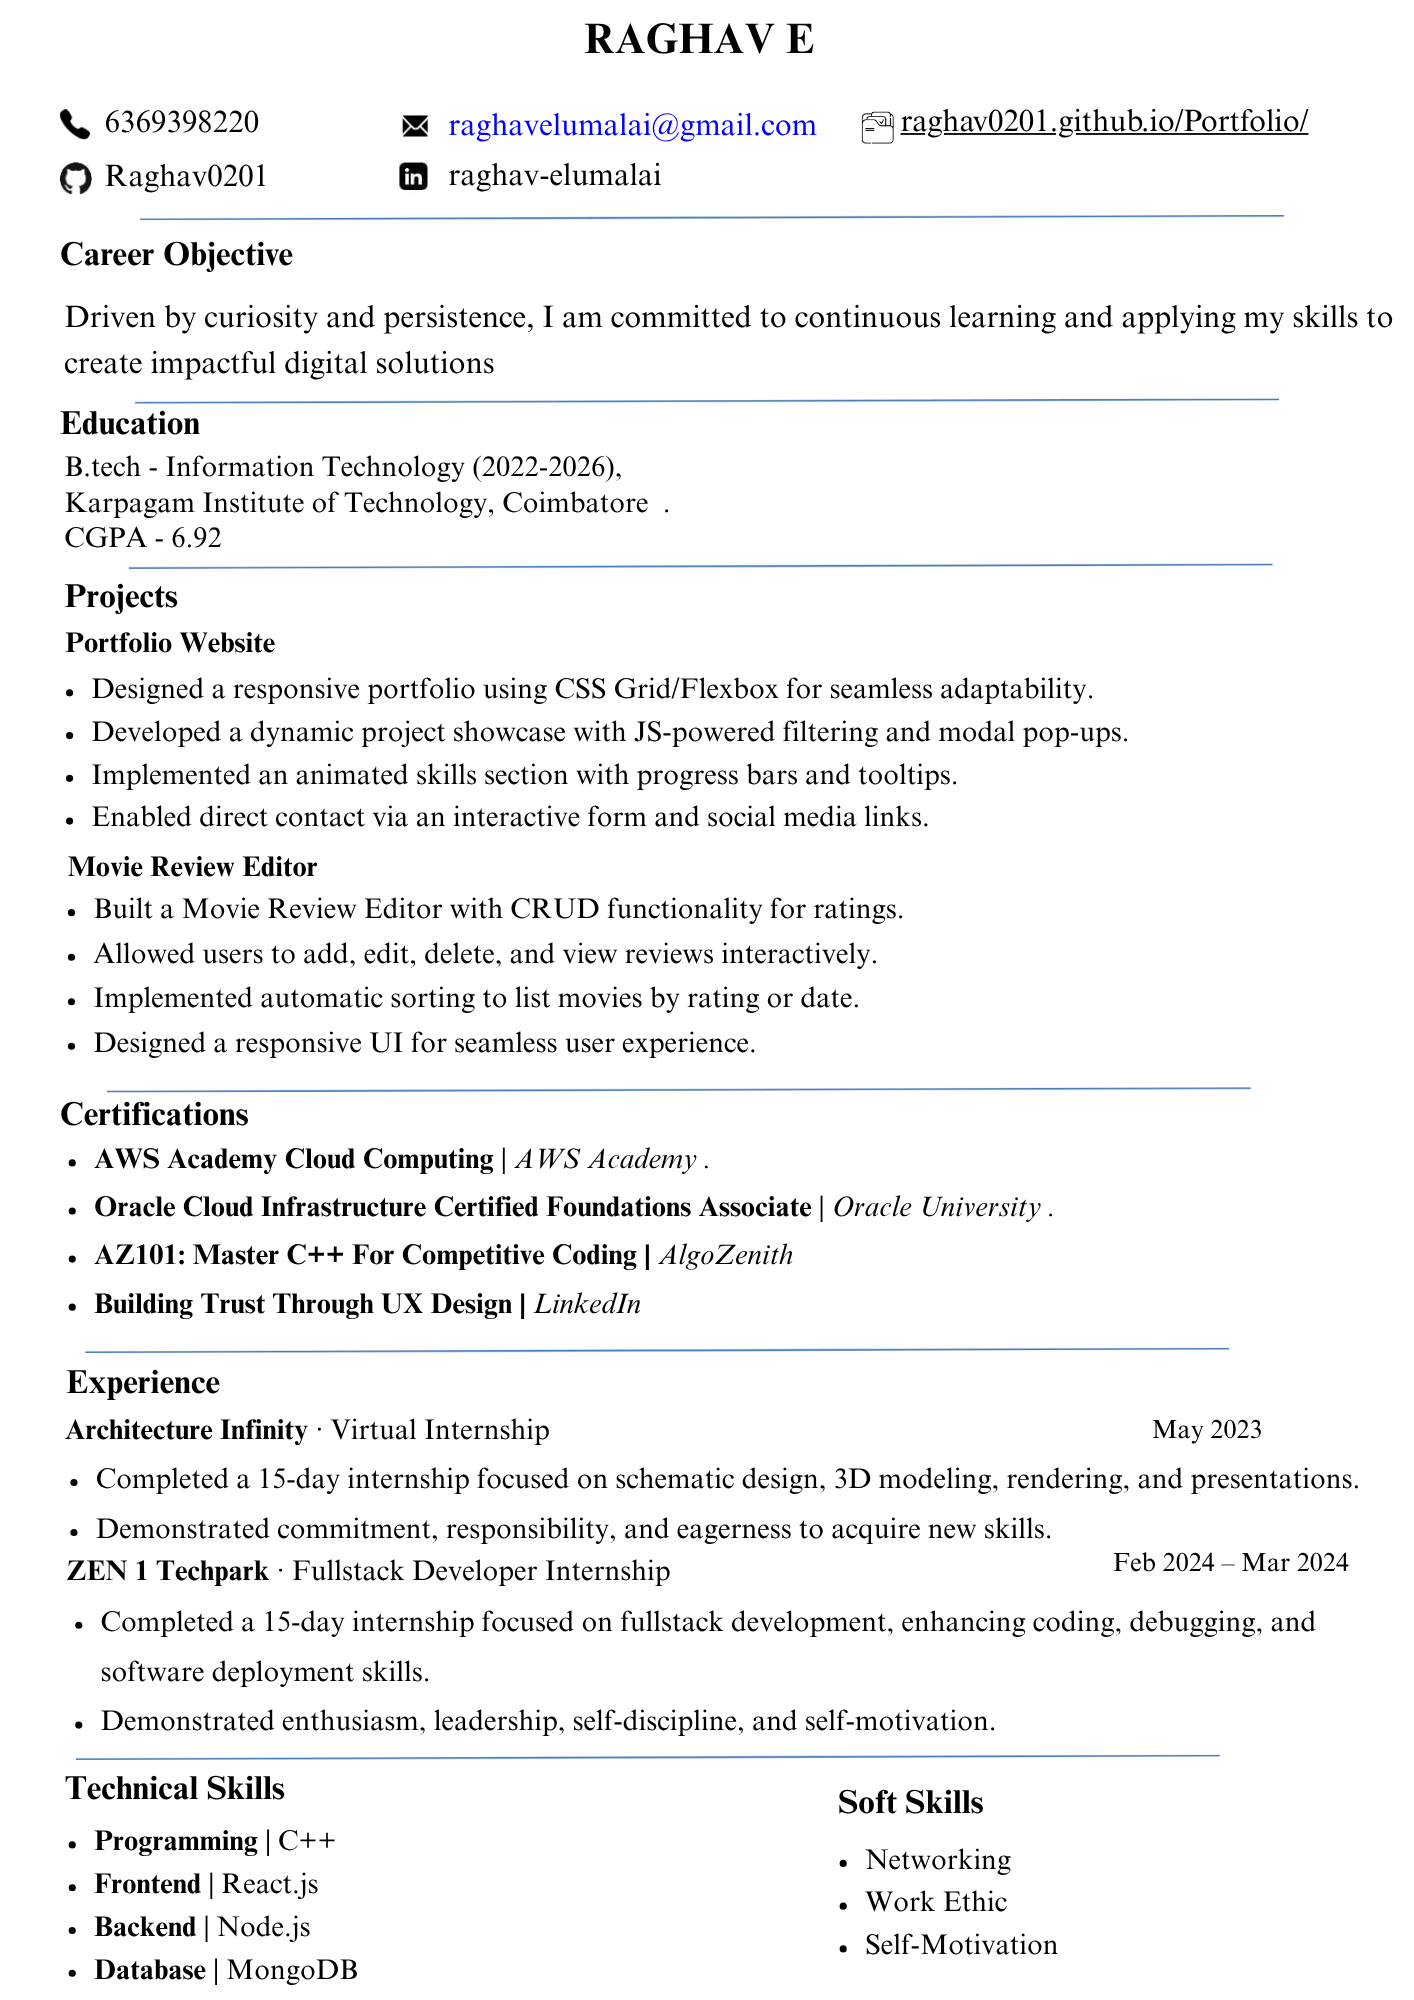 RAGHAV E
6369398220
raghavelumalai@gmail.com
raghav0201.github.io/Portfolio/
Raghav0201
raghav-elumalai
Career Objective
Driven by curiosity and persistence, I am committed to continuous learning and applying my skills to
create impactful digital solutions
Education
B.tech - Information Technology (2022-2026),
Karpagam Institute of Technology, Coimbatore .
CGPA - 6.92
Projects
Portfolio Website
• Designed a responsive portfolio using CSS Grid/Flexbox for seamless adaptability.
• Developed a dynamic project showcase with JS-powered filtering and modal pop-ups.
• Implemented an animated skills section with progress bars and tooltips.
• Enabled direct contact via an interactive form and social media links.
Movie Review Editor
• Built a Movie Review Editor with CRUD functionality for ratings.
• Allowed users to add, edit, delete, and view reviews interactively.
• Implemented automatic sorting to list movies by rating or date.
• Designed a responsive UI for seamless user experience.
Certifications
• AWS Academy Cloud Computing | AWS Academy .
• Oracle Cloud Infrastructure Certified Foundations Associate | Oracle University .
• AZ101: Master C++ For Competitive Coding | AlgoZenith
• Building Trust Through UX Design | LinkedIn
Experience
Architecture Infinity · Virtual Internship May 2023
• Completed a 15-day internship focused on schematic design, 3D modeling, rendering, and presentations.
• Demonstrated commitment, responsibility, and eagerness to acquire new skills.
ZEN 1 Techpark · Fullstack Developer Internship Feb 2024 – Mar 2024
• Completed a 15-day internship focused on fullstack development, enhancing coding, debugging, and
software deployment skills.
• Demonstrated enthusiasm, leadership, self-discipline, and self-motivation.
Technical Skills
• Programming | C++
• Frontend | React.js
• Backend | Node.js
• Database | MongoDB
Soft Skills
• Networking
• Work Ethic
• Self-Motivation